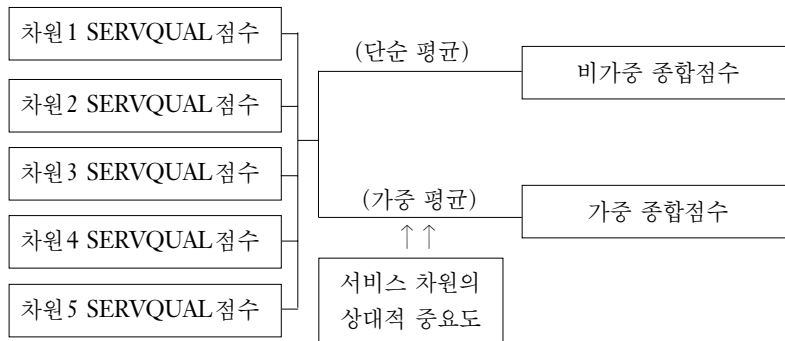 차원1 SERVQUAL점수
차원2 SERVQUAL점수
차원3 SERVQUAL점수
차원4 SERVQUAL점수
차원5 SERVQUAL점수
(단순 평균)
비가중 종합점수
(가중 평균)
가중 종합점수
↑ ↑
서비스 차원의
상대적 중요도